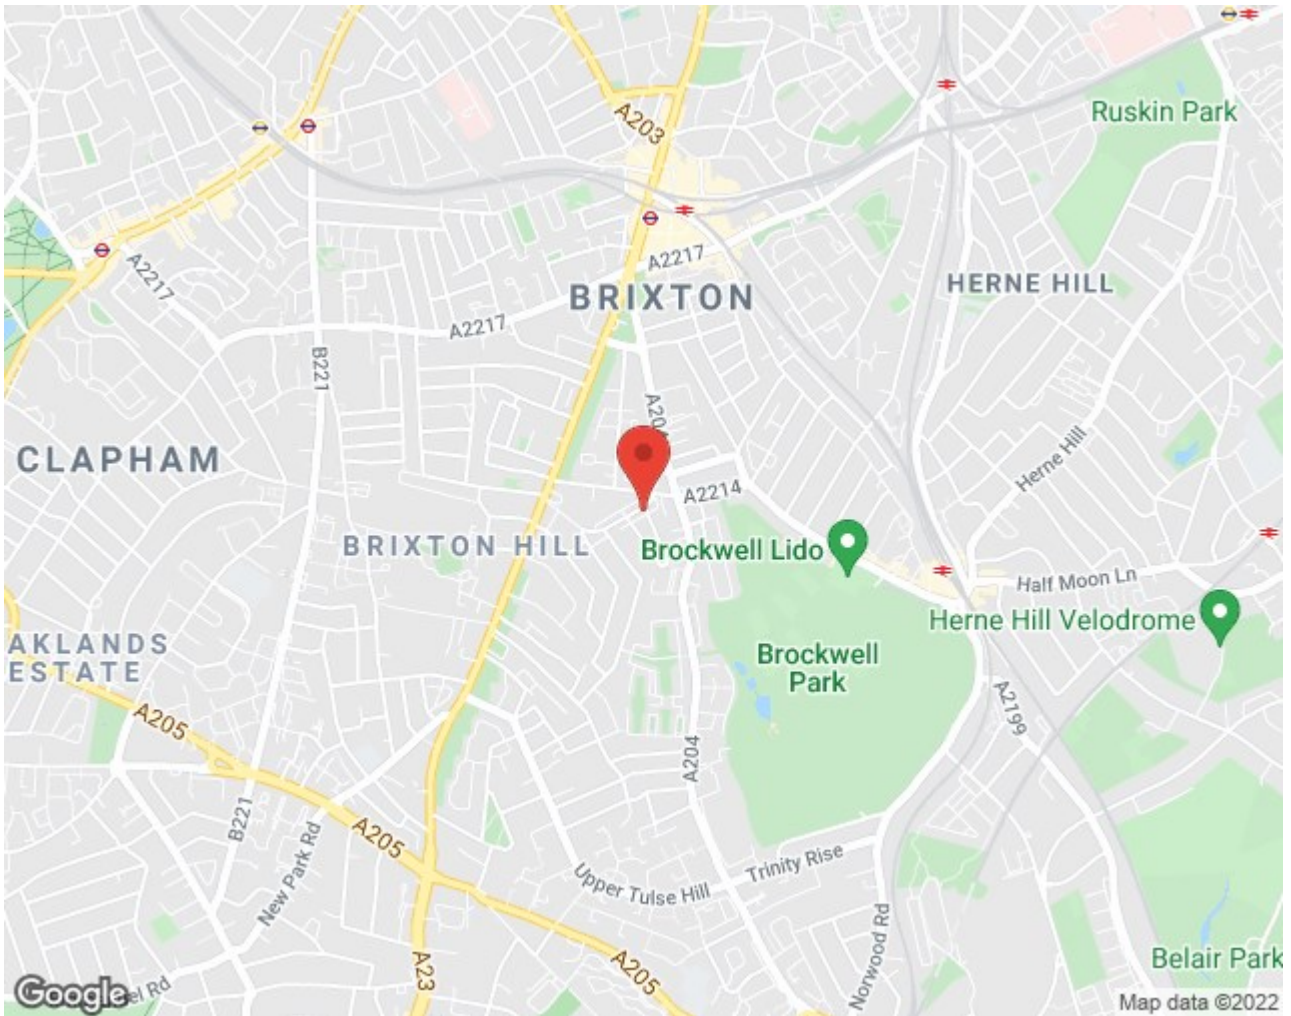 Ruskin Park
A203
A2217
A2217
HERNE HILL
BRIXTON
A2217
B221
A204
Herne Hill
CLAPHAM
A2214
BRIXTON HILL
Brockwell Lido
Half Moon Ln
Herne Hill Velodrome
AKLANDS
ESTATE
Brockwell
Park
A205
A2199
A204
B221
A205
New Park Rd
Trinity Rise
Upper Tulse Hill
Norwood Rd
A23
A205
Belair Park
Google
Rd
Map data ©2022